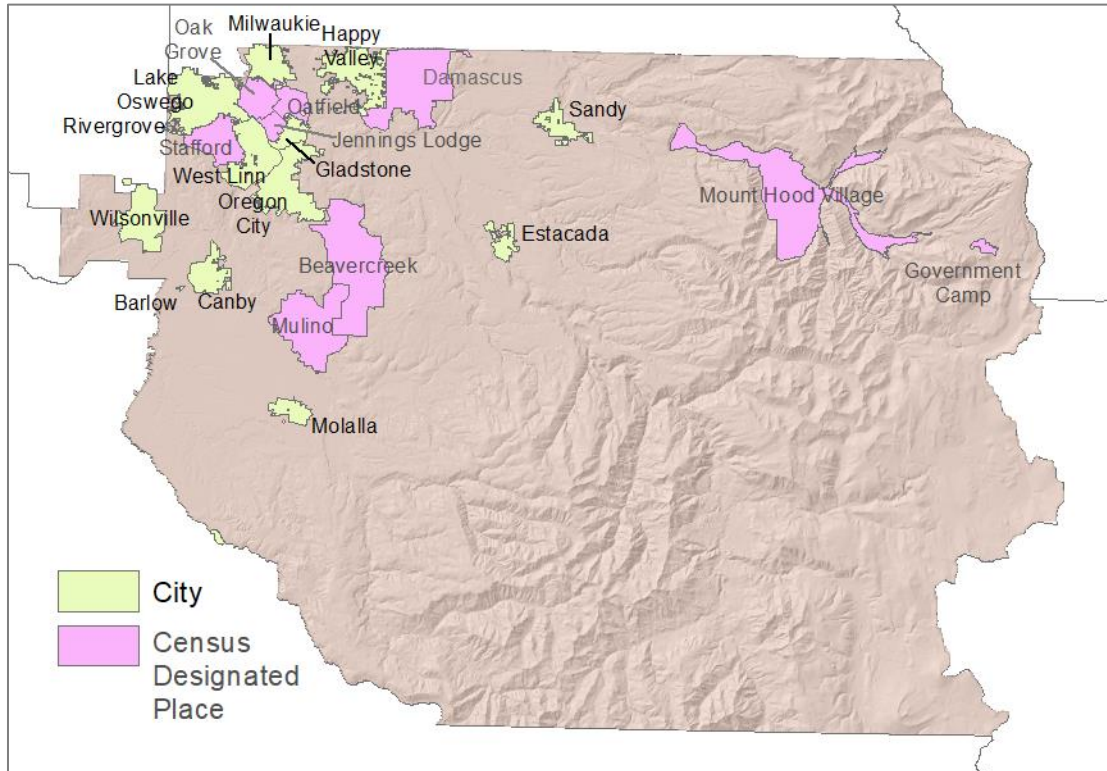 Milwaukie
Oak
Grove
Happy
Valley
Lake
Oswego
Damascus
Oatfield
Sandy
Rivergrove
Stafford
Jennings Lodge
Gladstone
West Linn
Oregon
City
Mount Hood Village
Wilsonville
Estacada
Beavercreek
Government
Camp
Barlow
Canby
Mulino
Molalla
City
Census
Designated
Place